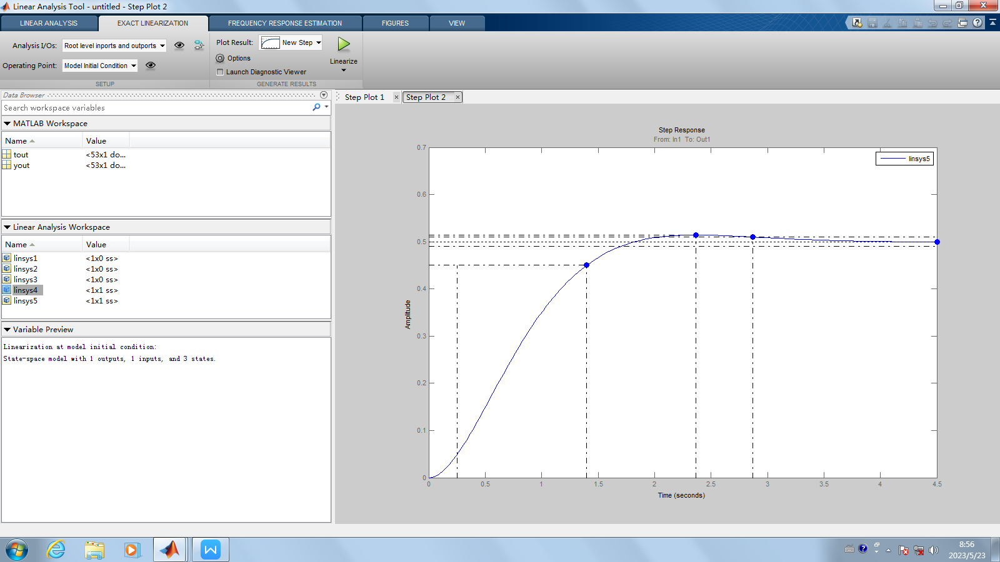 Linear Analysis Tool - untitled - Step Plot 2
LINEAR ANALYSIS
EXACT LINEARIZATION
FREQUENCY RESPONSE ESTIMATION
FIGURES
VIEW
Analysis I/Os:
Root level inports and outports
Operating Point:
Model Initial Condition
SETUP
Plot Result:
New Step
Options
Launch Diagnostic Viewer
Linearize
GENERATE RESULTS
Data Browser
Search workspace variables
MATLAB Workspace
Name Value
tout <53x1 do...
yout <53x1 do...
Linear Analysis Workspace
Name Value
linsys1 <1x0 ss>
linsys2 <1x0 ss>
linsys3 <1x0 ss>
linsys4 <1x1 ss>
linsys5 <1x1 ss>
Variable Preview
Linearization at model initial condition:
State-space model with 1 outputs, 1 inputs, and 3 states.
Step Plot 1
Step Plot 2
Step Response
From: In1 To: Out1
linsys5
0.7
0.6
0.5
0.4
0.3
0.2
0.1
0
Amplitude
0 0.5 1 1.5 2 2.5 3 3.5 4 4.5
Time (seconds)
8:56
2023/5/23